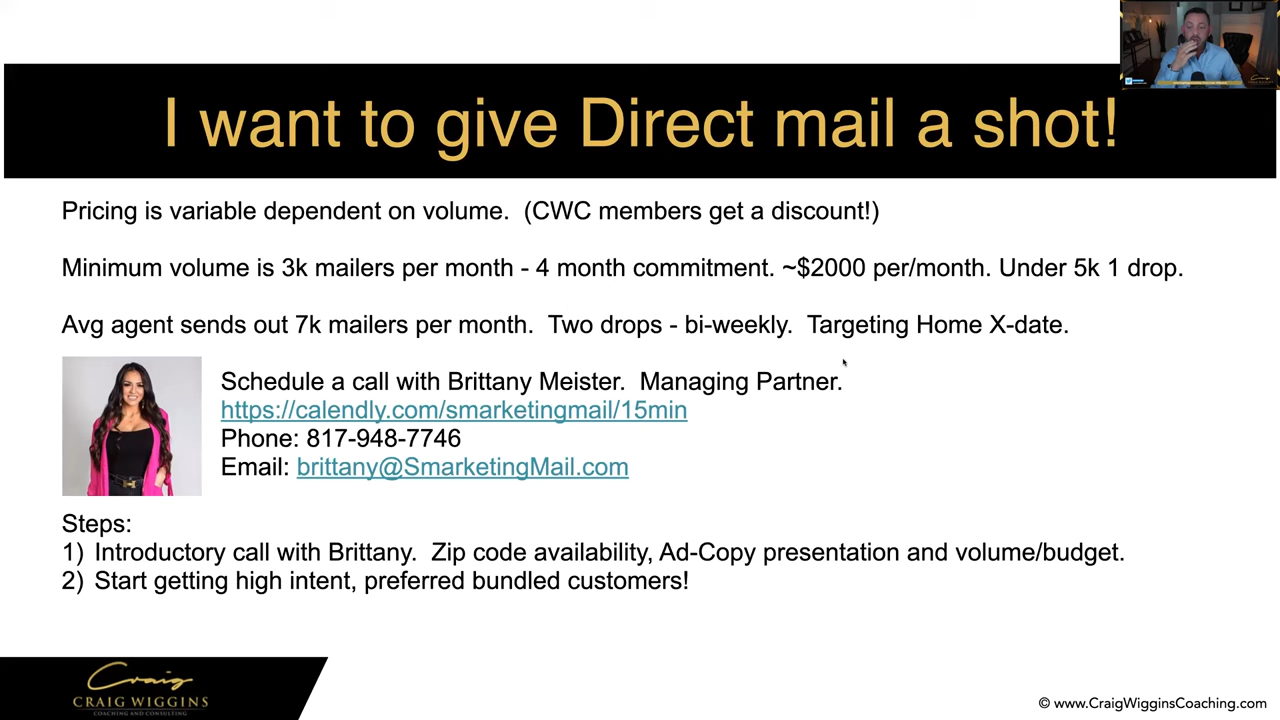 I want to give Direct mail a shot!
Pricing is variable dependent on volume.  (CWC members get a discount!)
Minimum volume is 3k mailers per month - 4 month commitment. ~$2000 per/month. Under 5k 1 drop.
Avg agent sends out 7k mailers per month.  Two drops - bi-weekly.  Targeting Home X-date.
Schedule a call with Brittany Meister.  Managing Partner.
https://calendly.com/smarketingmail/15min
Phone: 817-948-7746
Email: brittany@SmarketingMail.com
Steps:
1) Introductory call with Brittany.  Zip code availability, Ad-Copy presentation and volume/budget.
2) Start getting high intent, preferred bundled customers!
Craig
CRAIG WIGGINS
COACHING AND CONSULTING
© www.CraigWigginsCoaching.com